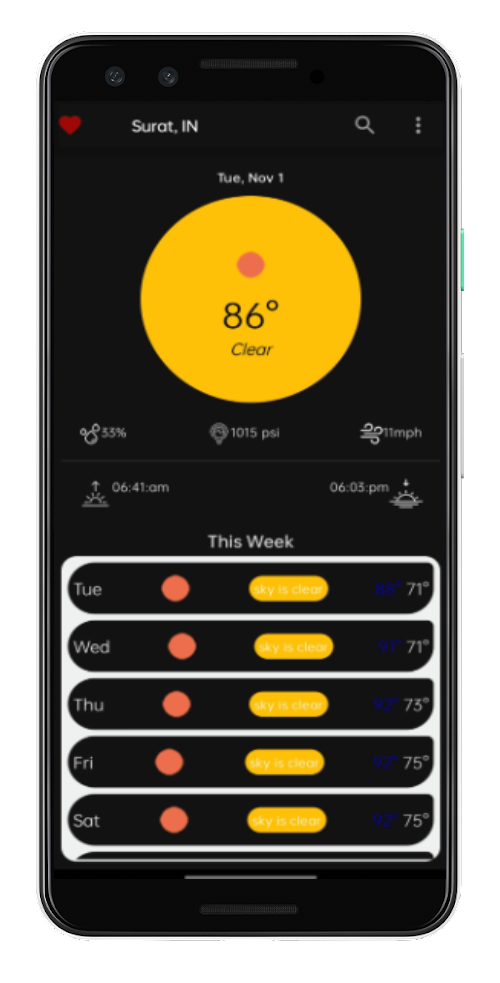 Surat, IN
Tue, Nov 1
86°
Clear
33% 1015 psi 11mph
06:41:am 06:03:pm
This Week
Tue sky is clear 88° 71°
Wed sky is clear 91° 71°
Thu sky is clear 92° 73°
Fri sky is clear 92° 75°
Sat sky is clear 92° 75°